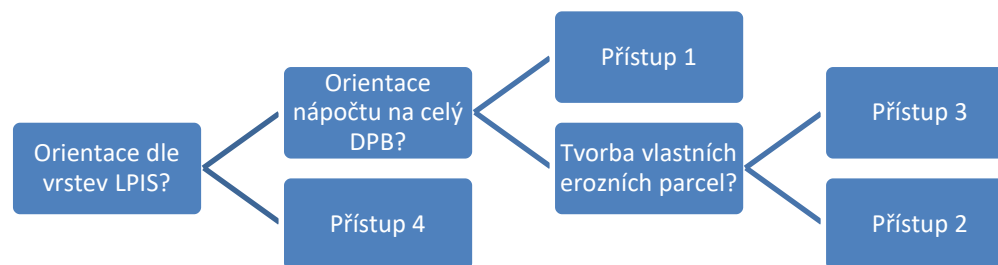 Orientace dle
vrstev LPIS?
Orientace
nápočtu na celý
DPB?
Přístup 4
Přístup 1
Tvorba vlastních
erozních parcel?
Přístup 3
Přístup 2